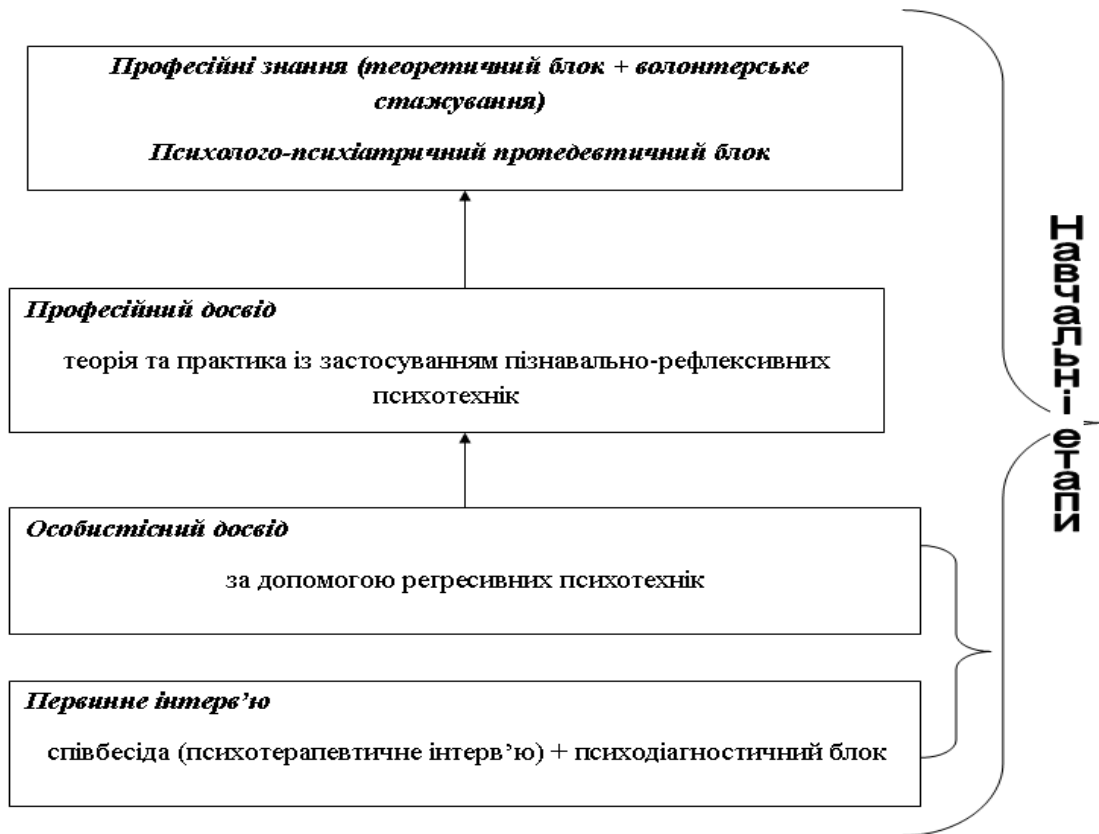 Професійні знання (теоретичний блок + волонтерське
стажування)
Психолого-психіатричний пропедевтичний блок
Професійний досвід
теорія та практика із застосуванням пізнавально-рефлексивних
психотехнік
Особистісний досвід
за допомогою регресивних психотехнік
Первинне інтерв’ю
співбесіда (психотерапевтичне інтерв’ю) + психодіагностичний блок
Навчальні етапи